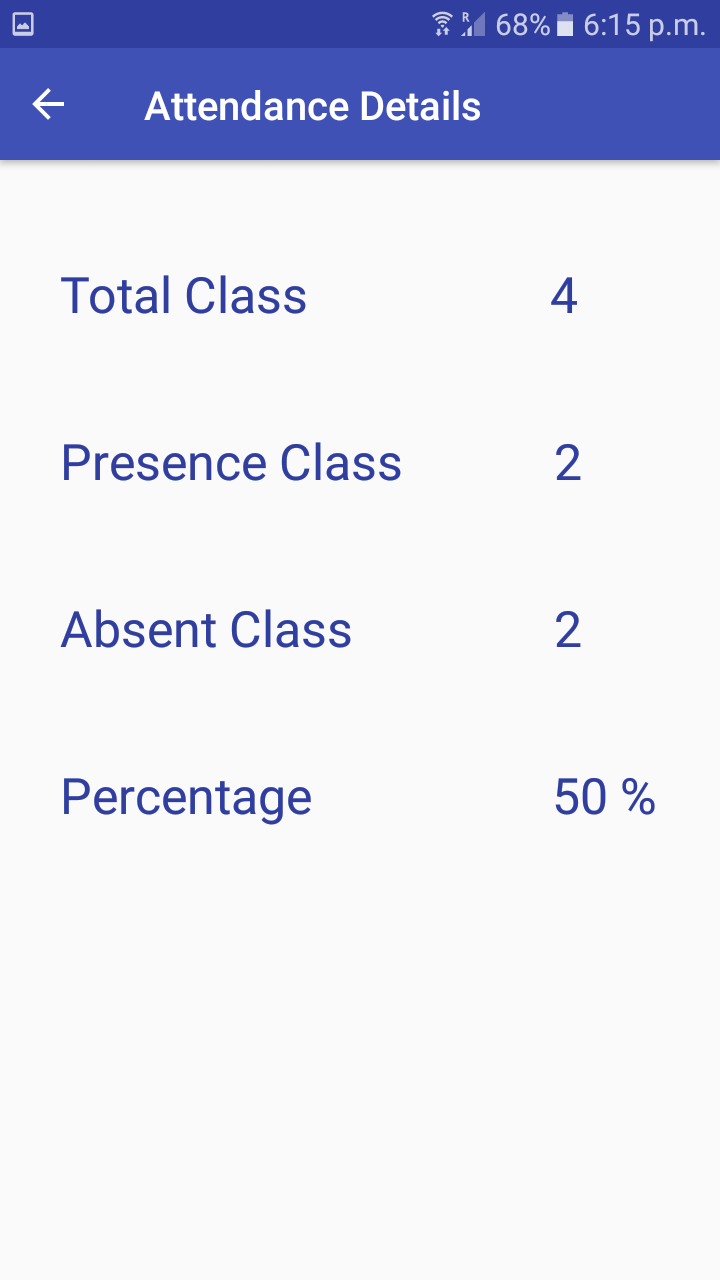 R 68% 6:15 p.m.
Attendance Details
Total Class 4
Presence Class 2
Absent Class 2
Percentage 50 %